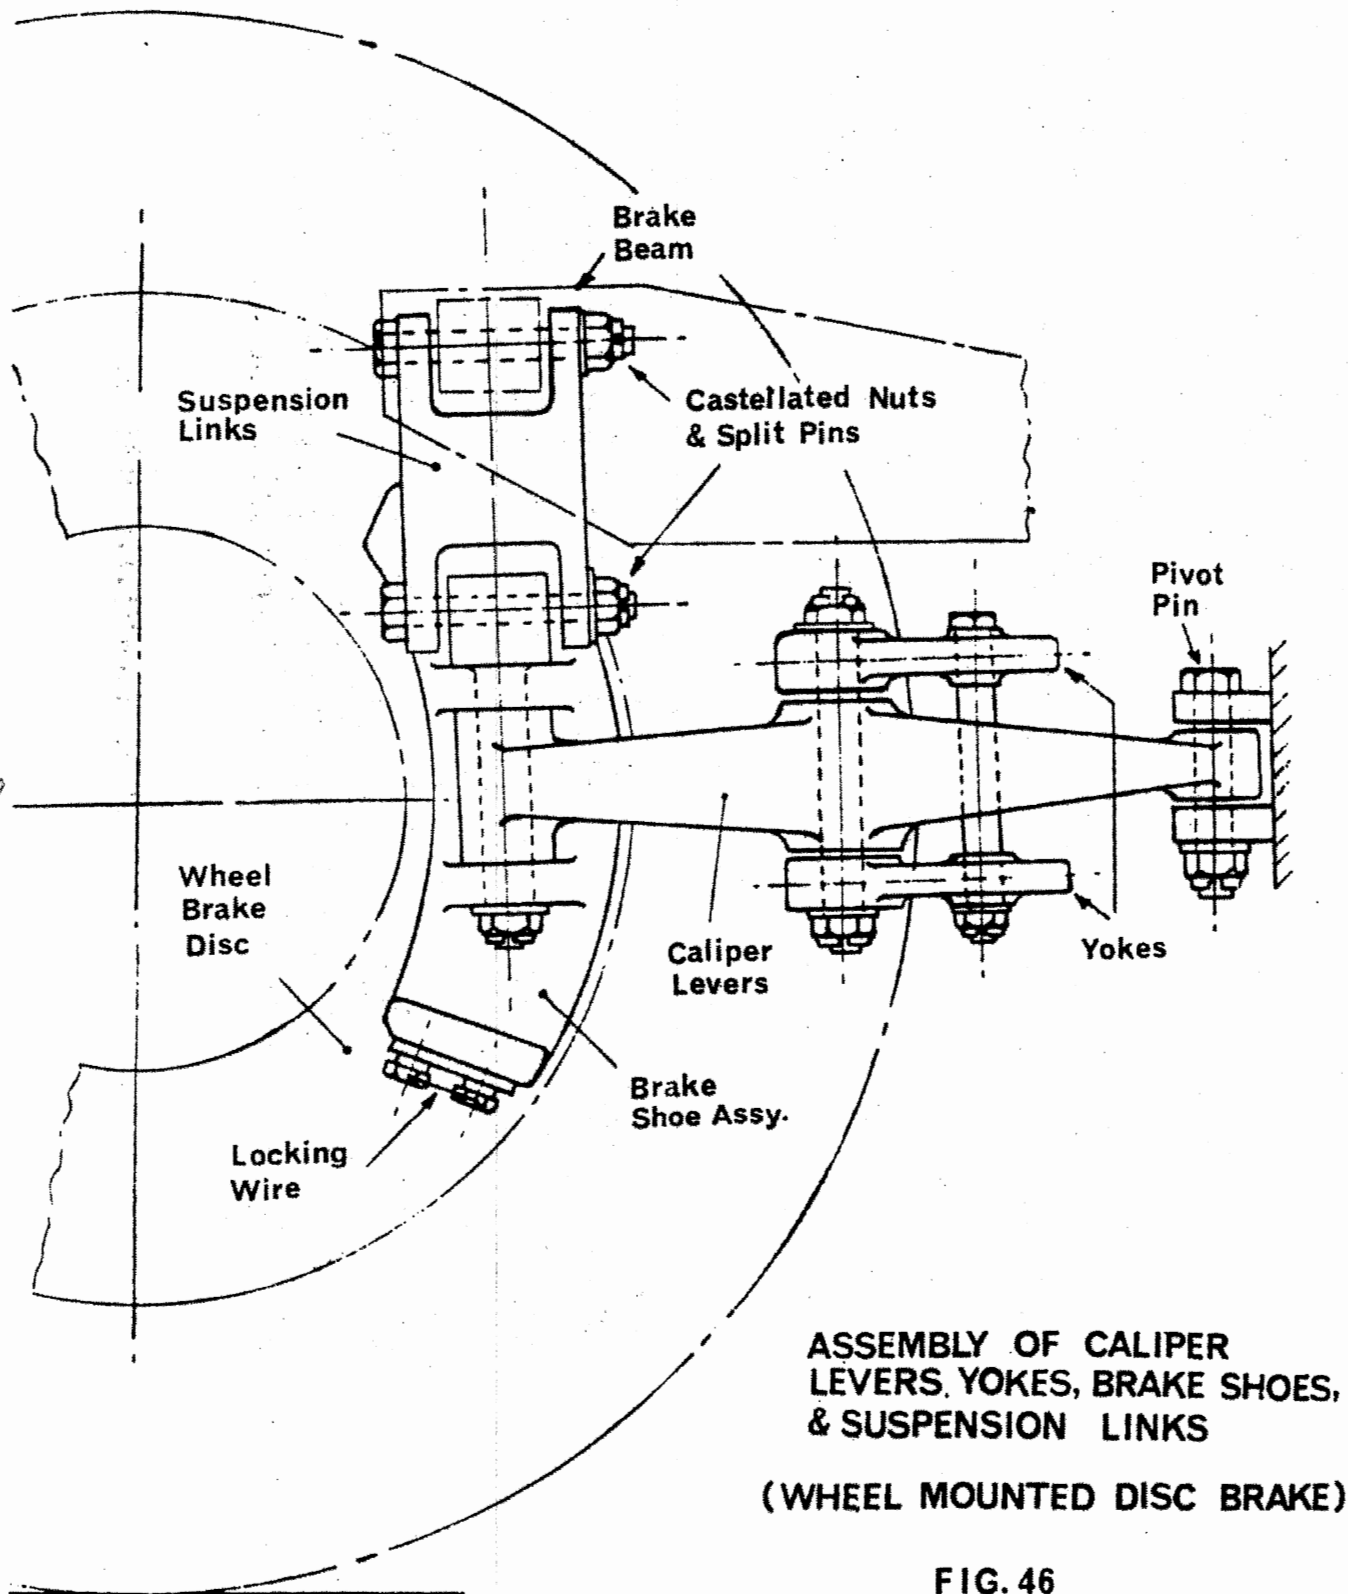 Brake
Beam
Suspension
Links
Castellated Nuts
& Split Pins
Pivot
Pin
Wheel
Brake
Disc
Caliper
Levers
Yokes
Brake
Shoe Assy.
Locking
Wire
ASSEMBLY OF CALIPER
LEVERS, YOKES, BRAKE SHOES,
& SUSPENSION LINKS
(WHEEL MOUNTED DISC BRAKE)
FIG. 46